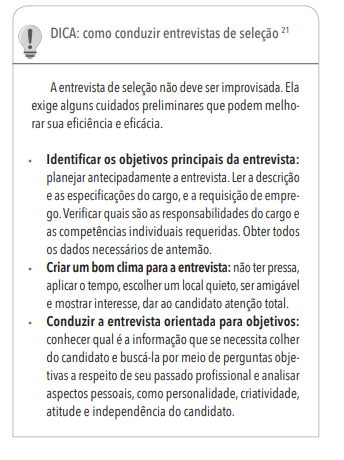 DICA: como conduzir entrevistas de seleção 21
A entrevista de seleção não deve ser improvisada. Ela
exige alguns cuidados preliminares que podem melho-
rar sua eficiência e eficácia.
• Identificar os objetivos principais da entrevista:
planejar antecipadamente a entrevista. Ler a descrição
e as especificações do cargo, e a requisição de empre-
go. Verificar quais são as responsabilidades do cargo e
as competências individuais requeridas. Obter todos
os dados necessários de antemão.
• Criar um bom clima para a entrevista: não ter pressa,
aplicar o tempo, escolher um local quieto, ser amigável
e mostrar interesse, dar ao candidato atenção total.
• Conduzir a entrevista orientada para objetivos:
conhecer qual é a informação que se necessita colher
do candidato e buscá-la por meio de perguntas obje-
tivas a respeito de seu passado profissional e analisar
aspectos pessoais, como personalidade, criatividade,
atitude e independência do candidato.